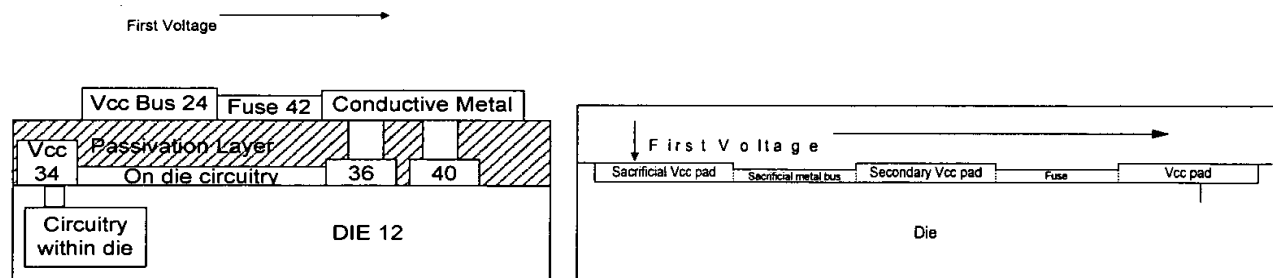 First Voltage
Vcc Bus 24 Fuse 42 Conductive Metal
Vcc Passivation Layer
34 On die circuitry 36 40
Circuitry
within die
DIE 12
First Voltage
Sacrificial Vcc pad Sacrificial metal bus Secondary Vcc pad Fuse Vcc pad
Die